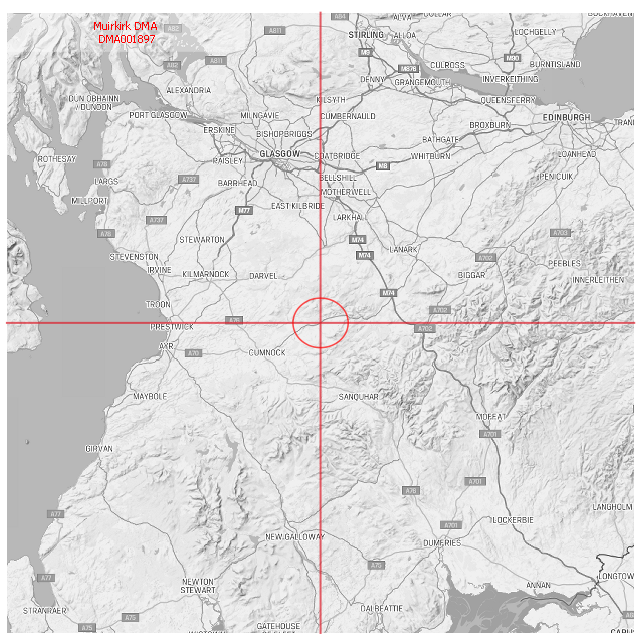 Muirkirk DMA
DMA001897
A84
ALVA
DOLLAR
A82
A811
STIRLING
ALLOA
LOCHGELLY
A82
A811
M9
M90
BURNTISLAND
CULROSS
M876
DENNY
GRANGEMOUTH
INVERKEITHING
ALEXANDRIA
DUN OBHAINN
/ DUNOON
KILSYTH
QUEENSFERRY
PORT GLASGOW
MILNGAVIE
CUMBERNAULD
EDINBURGH
ERSKINE
BISHOPBRIGGS
BROXBURN
BATHGATE
ROTHESAY
GLASGOW
COATBRIDGE
WHITBURN
LOANHEAD
A78
PAISLEY
M8
LARGS
A737
BARRHEAD
BELLSHILL
PENICUIK
MOTHERWELL
MILLPORT
M77
EAST KILBRIDE
A737
LARKHALL
A78
A703
STEWARTON
M74
LANARK
STEVENSTON
M74
A702
PEEBLES
IRVINE
KILMARNOCK
DARVEL
BIGGAR
INNERLEITHEN
M74
TROON
A702
A76
PRESTWICK
A702
AYR
A70
CUMNOCK
MAYBOLE
SANQUHAR
MOFFAT
A701
GIRVAN
A701
A76
A77
LANGHOLM
LOCKERBIE
A701
NEW GALLOWAY
DUMFRIES
A75
A77
LONGTOW
NEWTON
STEWART
ANNAN
STRANRAER
DALBEATTIE
A75
A75
GATEHOUSE